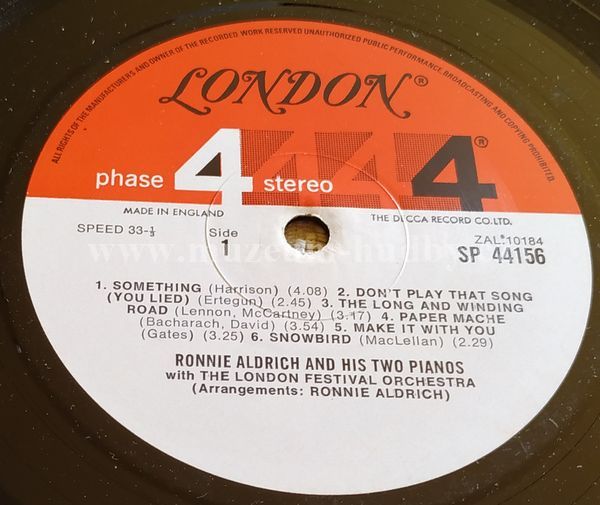 ALL RIGHTS OF THE MANUFACTURERS AND OWNER OF THE RECORDED WORK RESERVED UNAUTHORIZED PUBLIC PERFORMANCE, BROADCASTING AND COPYING PROHIBITED.
LONDON®
phase 4 stereo 4®
MADE IN ENGLAND
THE DECCA RECORD CO. LTD.
SPEED 33-⅓
Side
1
ZAL. 10184
SP 44156
1. SOMETHING (Harrison) (4.08) 2. DON'T PLAY THAT SONG
(YOU LIED) (Ertegun) (2.45) 3. THE LONG AND WINDING
ROAD (Lennon, McCartney) (3.17) 4. PAPER MACHE
(Bacharach, David) (3.54) 5. MAKE IT WITH YOU
(Gates) (3.25) 6. SNOWBIRD (MacLellan) (2.29)
RONNIE ALDRICH AND HIS TWO PIANOS
with THE LONDON FESTIVAL ORCHESTRA
(Arrangements: RONNIE ALDRICH)